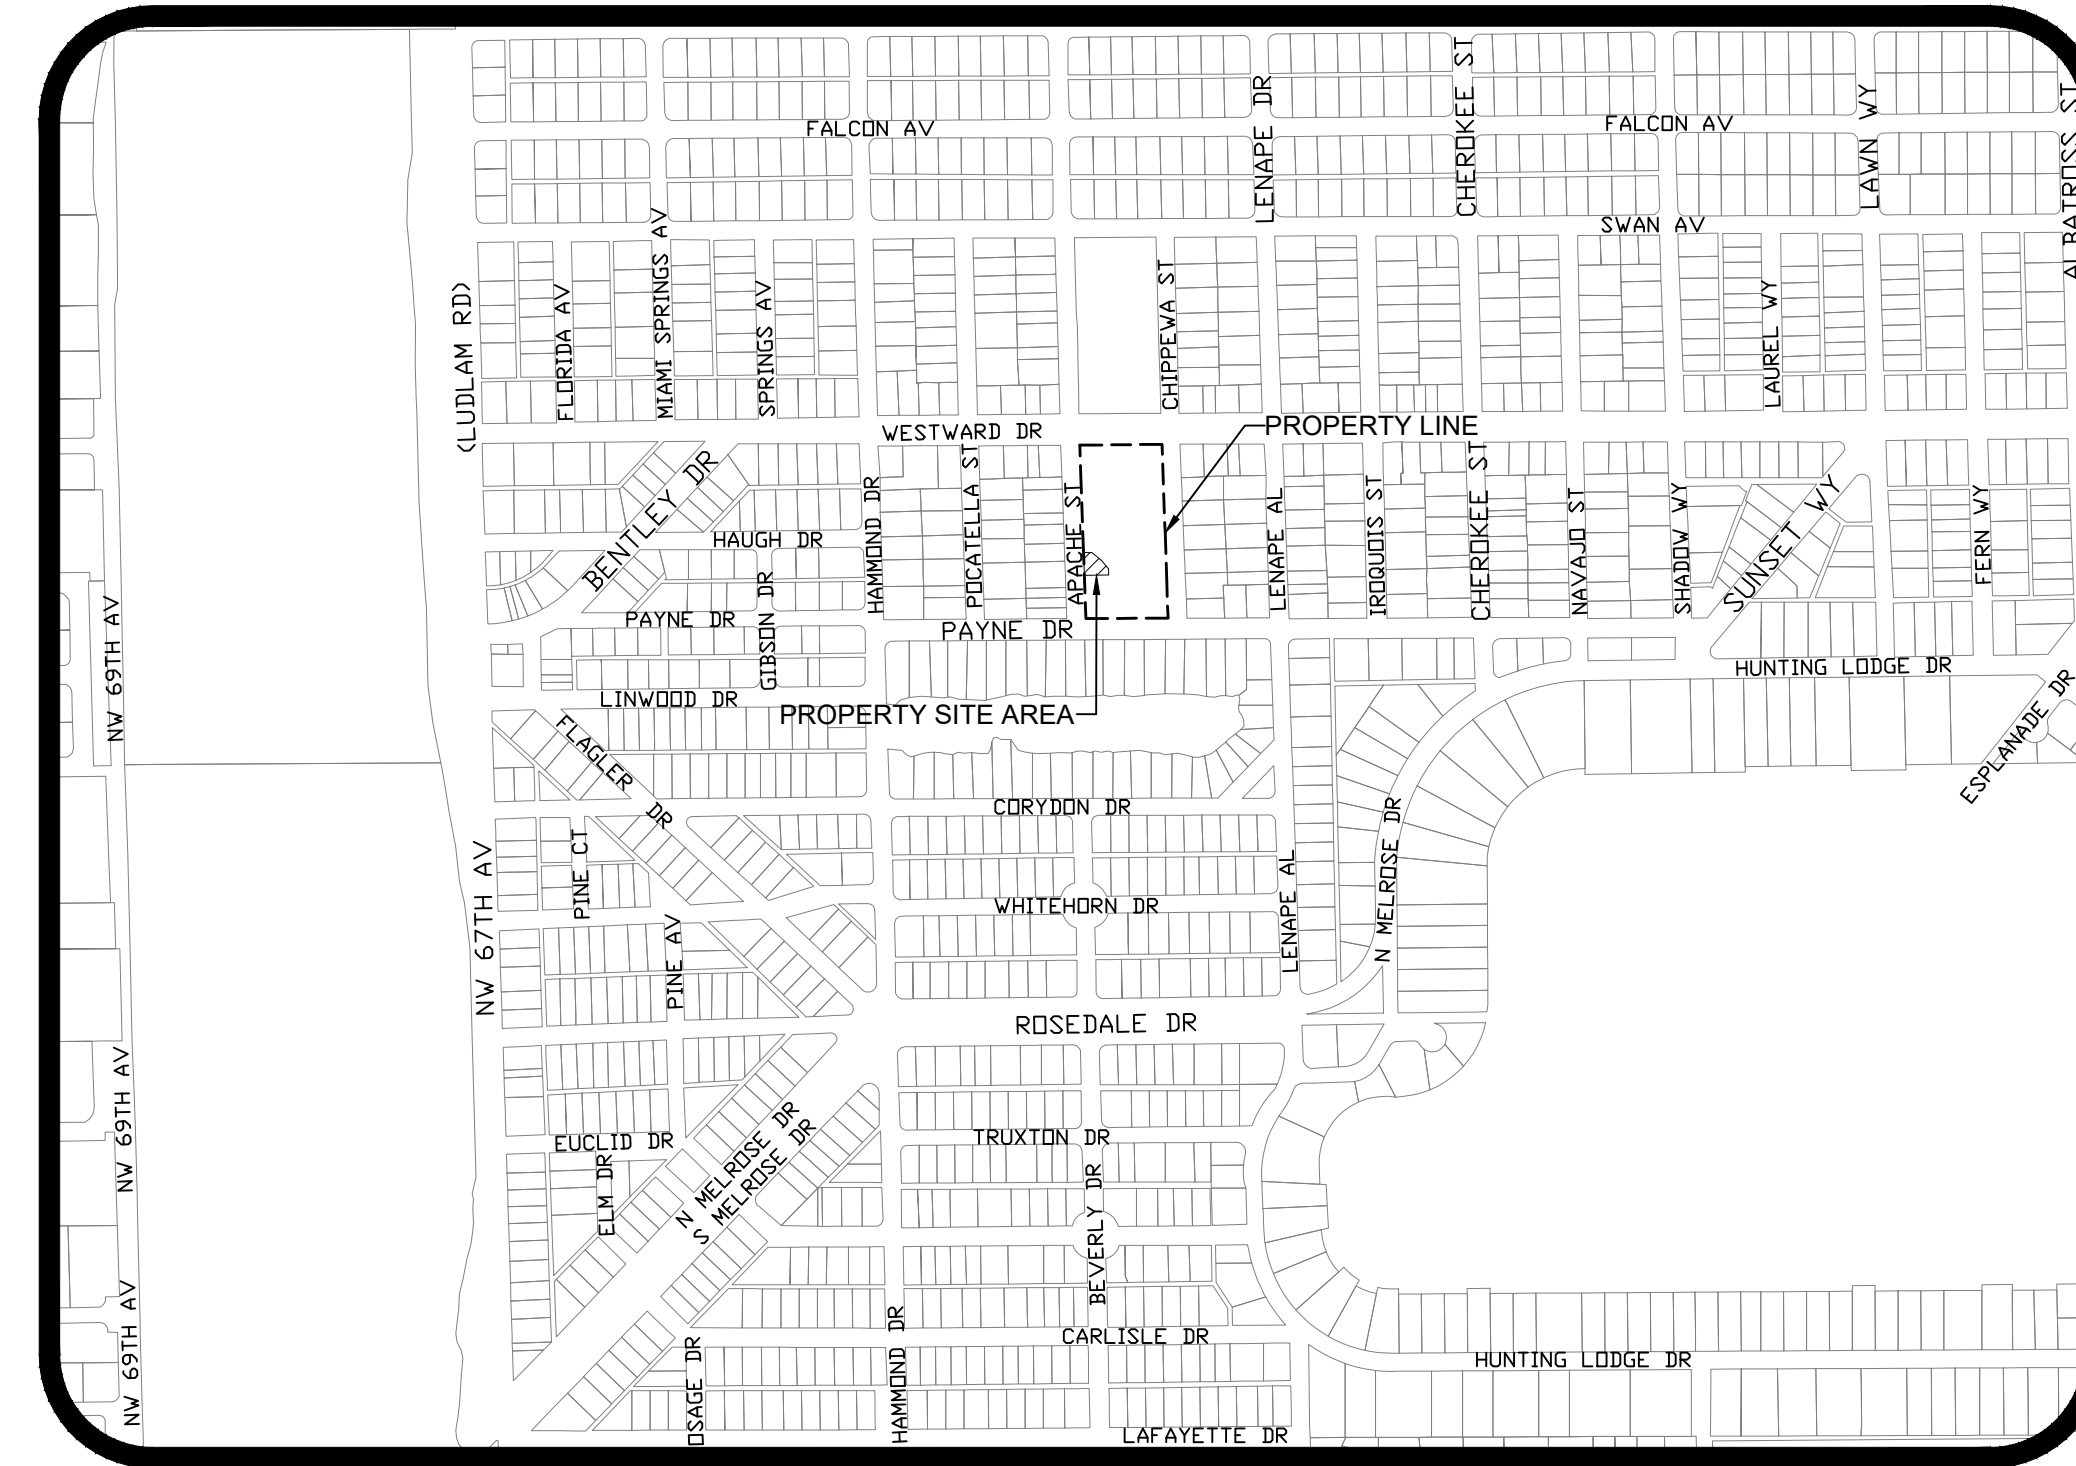 FALCON AV
FALCON AV
LENAPE DR
CHEROKEE ST
LAWN WY
ALBATROSS ST
SWAN AV
(LUDLAM RD)
FLORIDA AV
MIAMI SPRINGS AV
SPRINGS AV
CHIPPEWA ST
LAUREL WY
WESTWARD DR
PROPERTY LINE
BENTLEY DR
HAUGH DR
HAMMOND DR
POCATELLA ST
APACHE ST
LENAPE AL
IROQUOIS ST
CHEROKEE ST
NAVAJO ST
SHADOW WY
SUNSET WY
FERN WY
NW 69TH AV
PAYNE DR
GIBSON DR
PAYNE DR
HUNTING LODGE DR
LINWOOD DR
PROPERTY SITE AREA
ESPLANADE DR
FLAGLER DR
CORYDON DR
NW 67TH AV
PINE CT
N MELROSE DR
LENAPE AL
WHITEHORN DR
PINE AV
ROSEDALE DR
NW 69TH AV
EUCLID DR
ELM DR
N MELROSE DR
S MELROSE DR
TRUXTON DR
BEVERLY DR
NW 69TH AV
OSAGE DR
HAMMOND DR
CARLISLE DR
HUNTING LODGE DR
LAFAYETTE DR